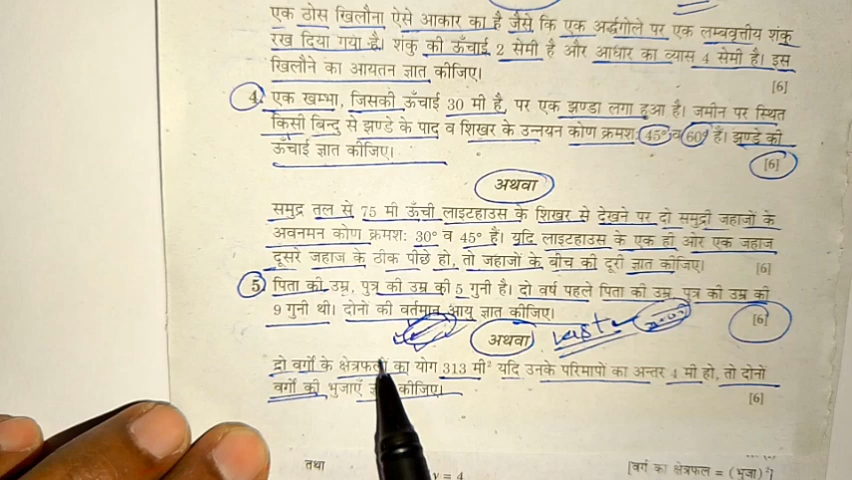 एक ठोस खिलौना ऐसे आकार का है जैसे कि एक अर्द्धगोले पर एक लम्बवृत्तीय शंकु
रख दिया गया है। शंकु की ऊँचाई 2 सेमी है और आधार का व्यास 4 सेमी है। इस
खिलौने का आयतन ज्ञात कीजिए।
[6]
4. एक खम्भा, जिसकी ऊँचाई 30 मी है, पर एक झण्डा लगा हुआ है। जमीन पर स्थित
किसी बिन्दु से झण्डे के पाद व शिखर के उन्नयन कोण क्रमश: 45° व 60° हैं। झण्डे की
ऊँचाई ज्ञात कीजिए।
[6]
अथवा
समुद्र तल से 75 मी ऊँची लाइटहाउस के शिखर से देखने पर दो समुद्री जहाजों के
अवनमन कोण क्रमश: 30° व 45° हैं। यदि लाइटहाउस के एक ही ओर एक जहाज
दूसरे जहाज के ठीक पीछे हो, तो जहाजों के बीच की दूरी ज्ञात कीजिए।
[6]
5. पिता की उम्र, पुत्र की उम्र की 5 गुनी है। दो वर्ष पहले पिता की उम्र, पुत्र की उम्र की
9 गुनी थी। दोनों की वर्तमान आयु ज्ञात कीजिए।
[6]
अथवा
Last
दो वर्गों के क्षेत्रफलों का योग 313 मी² यदि उनके परिमापों का अन्तर 4 मी हो, तो दोनों
वर्गों की भुजाएँ ज्ञात कीजिए।
[6]
तथा
y = 4
[वर्ग का क्षेत्रफल = (भुजा)²]